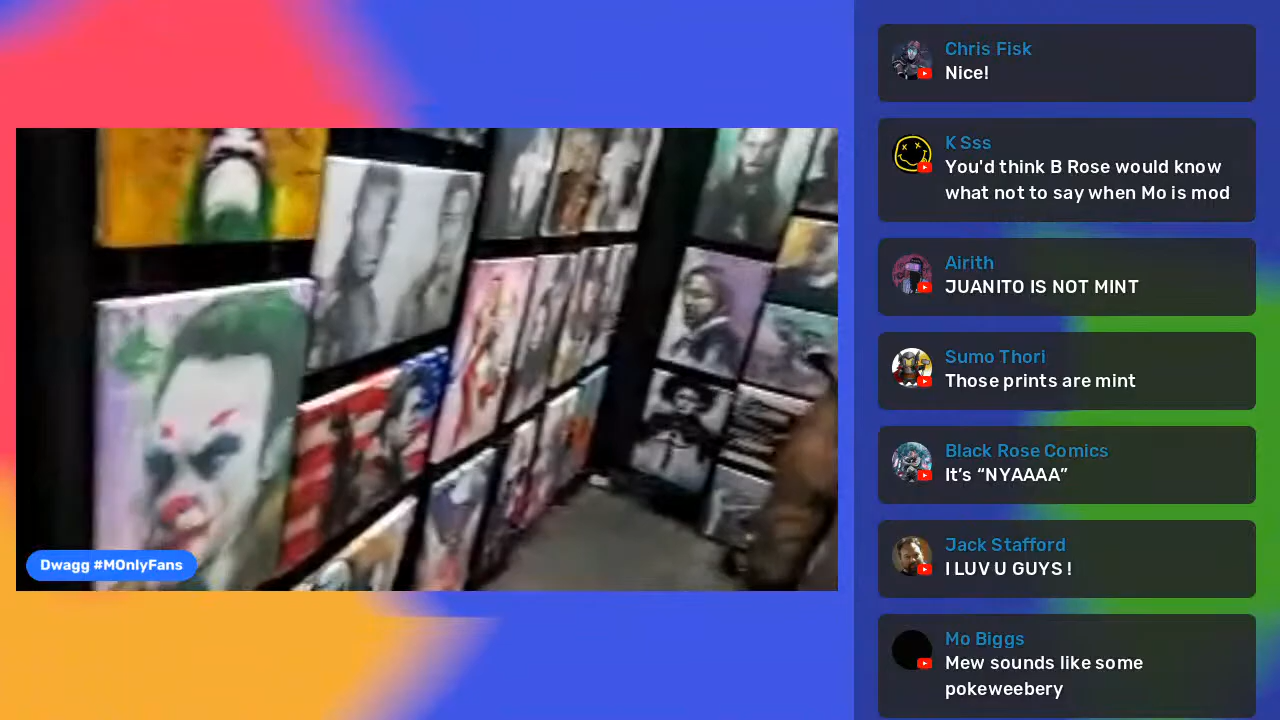 Chris Fisk
Nice!
K Sss
You'd think B Rose would know
what not to say when Mo is mod
Airith
JUANITO IS NOT MINT
Sumo Thori
Those prints are mint
Black Rose Comics
It’s “NYAAAA”
Jack Stafford
I LUV U GUYS !
Mo Biggs
Mew sounds like some
pokeweebery
Dwagg #MOnlyFans